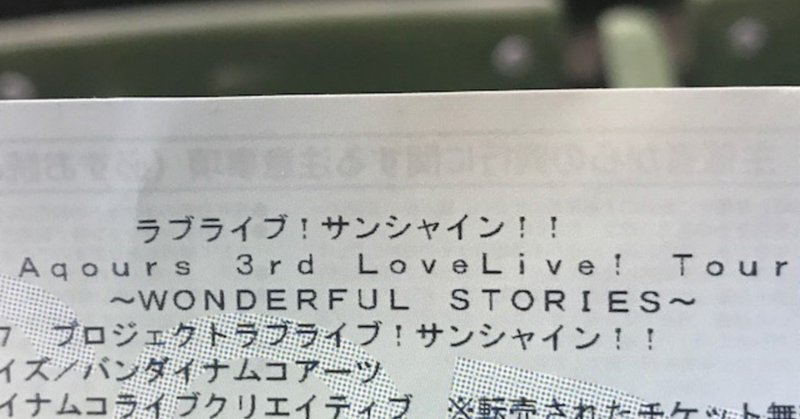 ラブライブ！サンシャイン！！
Aqours 3rd LoveLive! Tour
～WONDERFUL STORIES～
7 プロジェクトラブライブ！サンシャイン！！
イズ／バンダイナムコアーツ
イナムコライブクリエイティブ ※転売されたチケット無